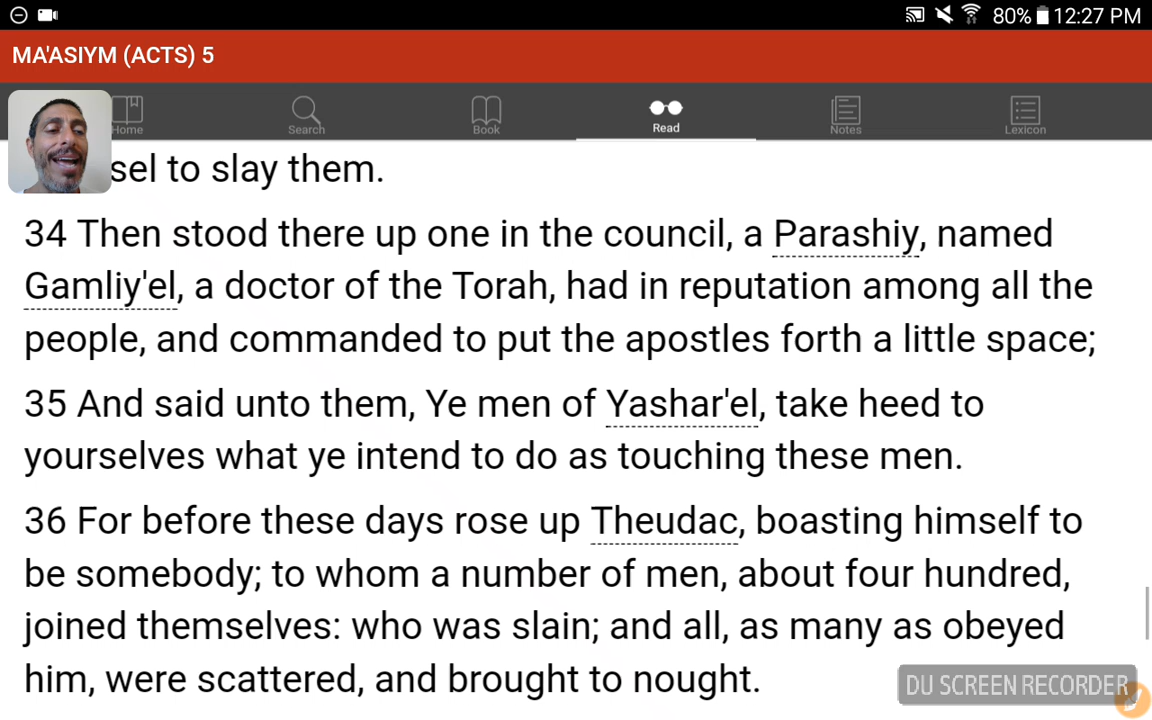 80% 12:27 PM
MA'ASIYM (ACTS) 5
Home Search Book Read Notes Lexicon
sel to slay them.
34 Then stood there up one in the council, a Parashiy, named
Gamliy'el, a doctor of the Torah, had in reputation among all the
people, and commanded to put the apostles forth a little space;
35 And said unto them, Ye men of Yashar'el, take heed to
yourselves what ye intend to do as touching these men.
36 For before these days rose up Theudac, boasting himself to
be somebody; to whom a number of men, about four hundred,
joined themselves: who was slain; and all, as many as obeyed
him, were scattered, and brought to nought.
DU SCREEN RECORDER